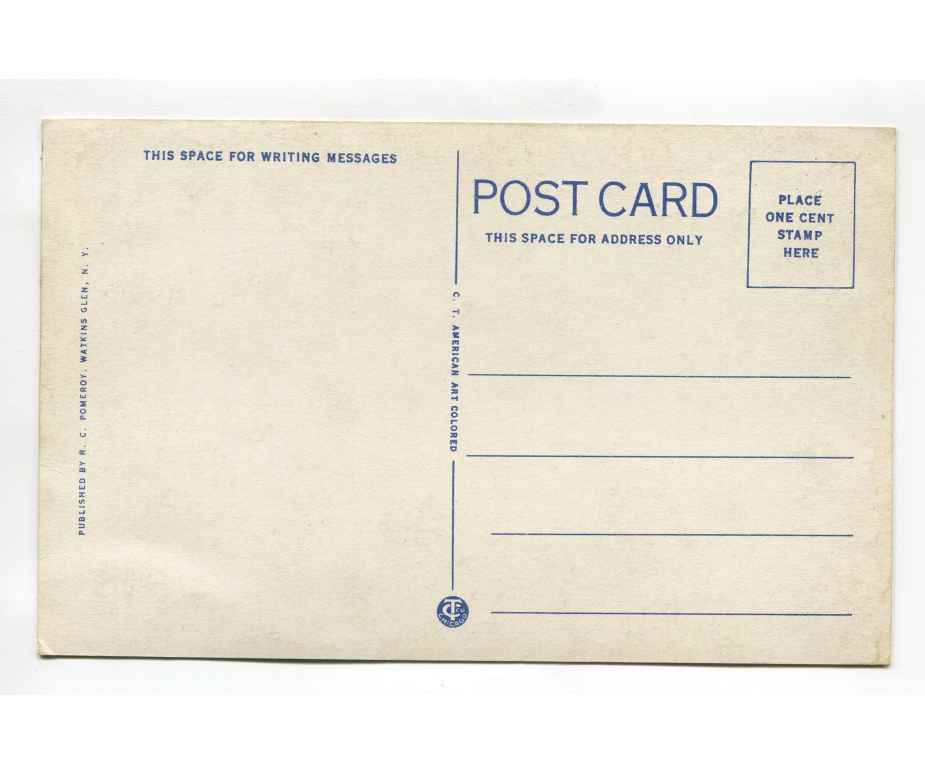 THIS SPACE FOR WRITING MESSAGES
POST CARD
THIS SPACE FOR ADDRESS ONLY
PLACE
ONE CENT
STAMP
HERE
PUBLISHED BY R. C. POMEROY, WATKINS GLEN, N. Y.
C. T. AMERICAN ART COLORED
CTCO
CHICAGO